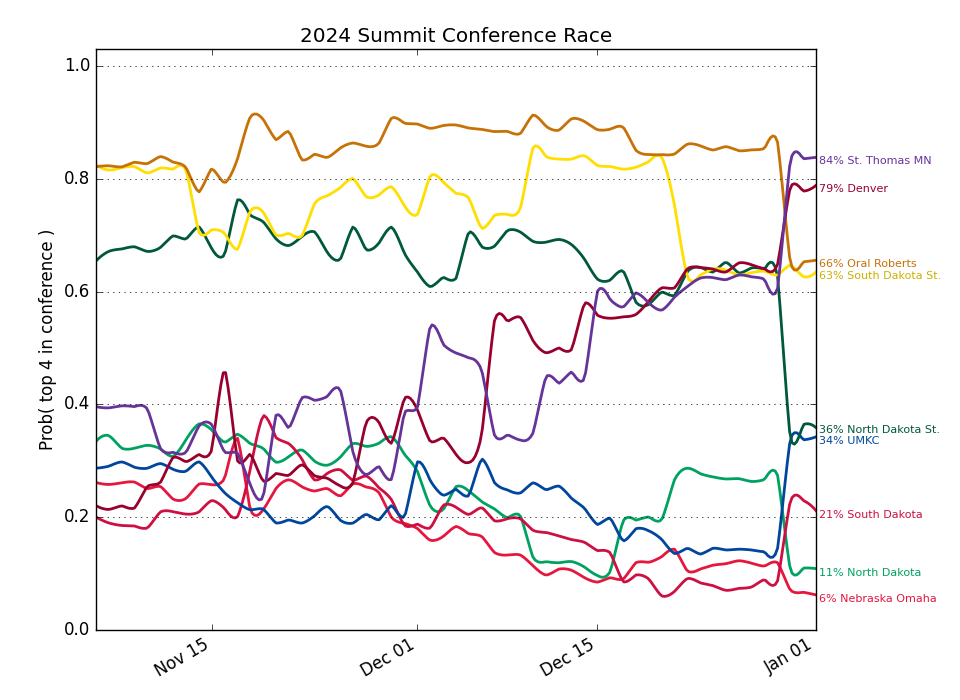 2024 Summit Conference Race
Prob( top 4 in conference )
1.0
0.8
0.6
0.4
0.2
0.0
Nov 15
Dec 01
Dec 15
Jan 01
84% St. Thomas MN
79% Denver
66% Oral Roberts
63% South Dakota St.
36% North Dakota St.
34% UMKC
21% South Dakota
11% North Dakota
6% Nebraska Omaha